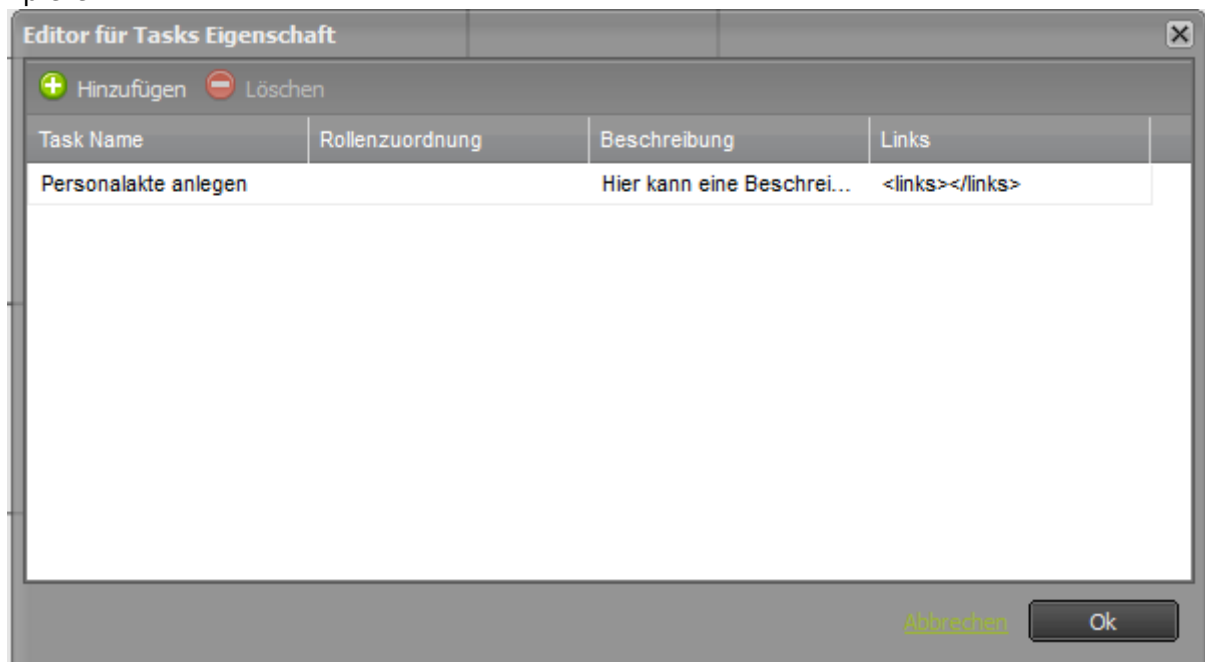 Editor für Tasks Eigenschaft
Hinzufügen Löschen
Task Name Rollenzuordnung Beschreibung Links
Personalakte anlegen Hier kann eine Beschrei... <links></links>
Abbrechen Ok